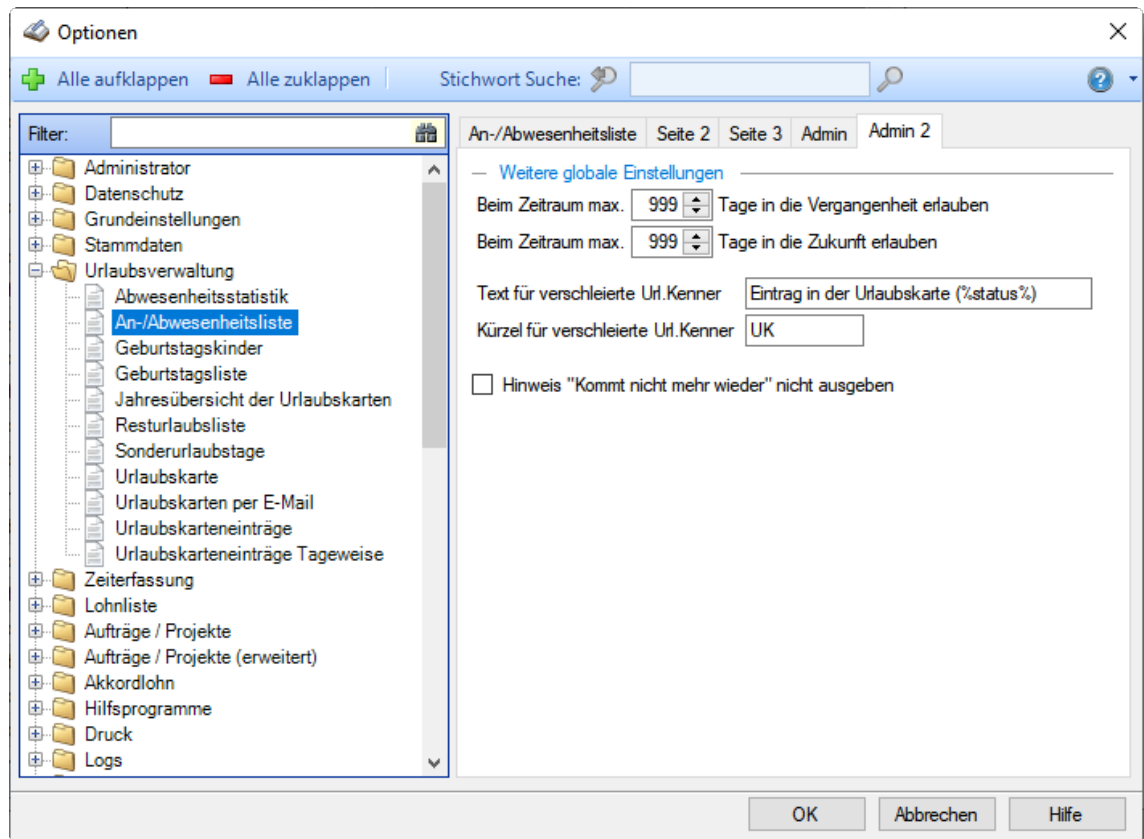 Optionen
Alle aufklappen Alle zuklappen Stichwort Suche:
Filter:
Administrator
Datenschutz
Grundeinstellungen
Stammdaten
Urlaubsverwaltung
Abwesenheitsstatistik
An-/Abwesenheitsliste
Geburtstagskinder
Geburtstagsliste
Jahresübersicht der Urlaubskarten
Resturlaubsliste
Sonderurlaubstage
Urlaubskarte
Urlaubskarten per E-Mail
Urlaubskarteneinträge
Urlaubskarteneinträge Tageweise
Zeiterfassung
Lohnliste
Aufträge / Projekte
Aufträge / Projekte (erweitert)
Akkordlohn
Hilfsprogramme
Druck
Logs
An-/Abwesenheitsliste Seite 2 Seite 3 Admin Admin 2
Weitere globale Einstellungen
Beim Zeitraum max. 999 Tage in die Vergangenheit erlauben
Beim Zeitraum max. 999 Tage in die Zukunft erlauben
Text für verschleierte Url.Kenner Eintrag in der Urlaubskarte (%status%)
Kürzel für verschleierte Url.Kenner UK
Hinweis "Kommt nicht mehr wieder" nicht ausgeben
OK Abbrechen Hilfe